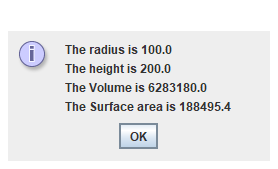 The radius is 100.0
The height is 200.0
The Volume is 6283180.0
The Surface area is 188495.4
OK